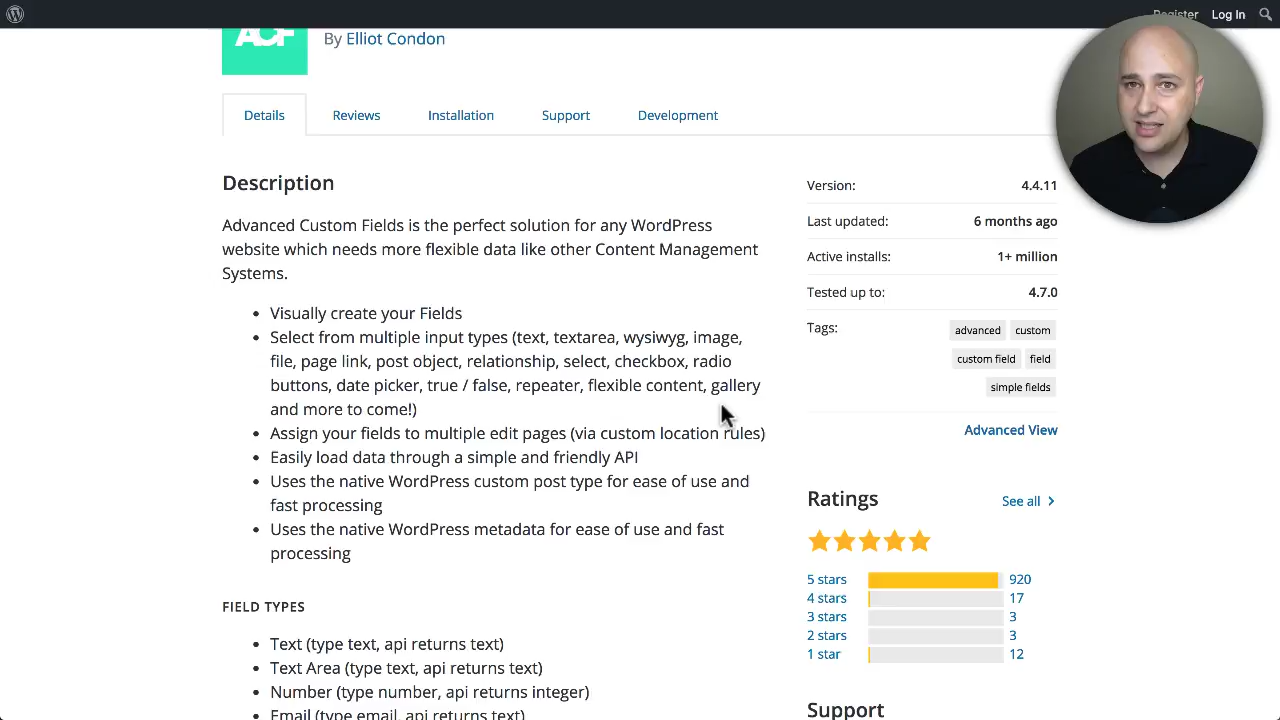 Register
Log In
ACF
By Elliot Condon
Details
Reviews
Installation
Support
Development
Description
Advanced Custom Fields is the perfect solution for any WordPress
website which needs more flexible data like other Content Management
Systems.
• Visually create your Fields
• Select from multiple input types (text, textarea, wysiwyg, image,
file, page link, post object, relationship, select, checkbox, radio
buttons, date picker, true / false, repeater, flexible content, gallery
and more to come!)
• Assign your fields to multiple edit pages (via custom location rules)
• Easily load data through a simple and friendly API
• Uses the native WordPress custom post type for ease of use and
fast processing
• Uses the native WordPress metadata for ease of use and fast
processing
FIELD TYPES
• Text (type text, api returns text)
• Text Area (type text, api returns text)
• Number (type number, api returns integer)
• Email (type email, api returns text)
Version: 4.4.11
Last updated: 6 months ago
Active installs: 1+ million
Tested up to: 4.7.0
Tags: advanced custom
custom field field
simple fields
Advanced View
Ratings See all
5 stars 920
4 stars 17
3 stars 3
2 stars 3
1 star 12
Support